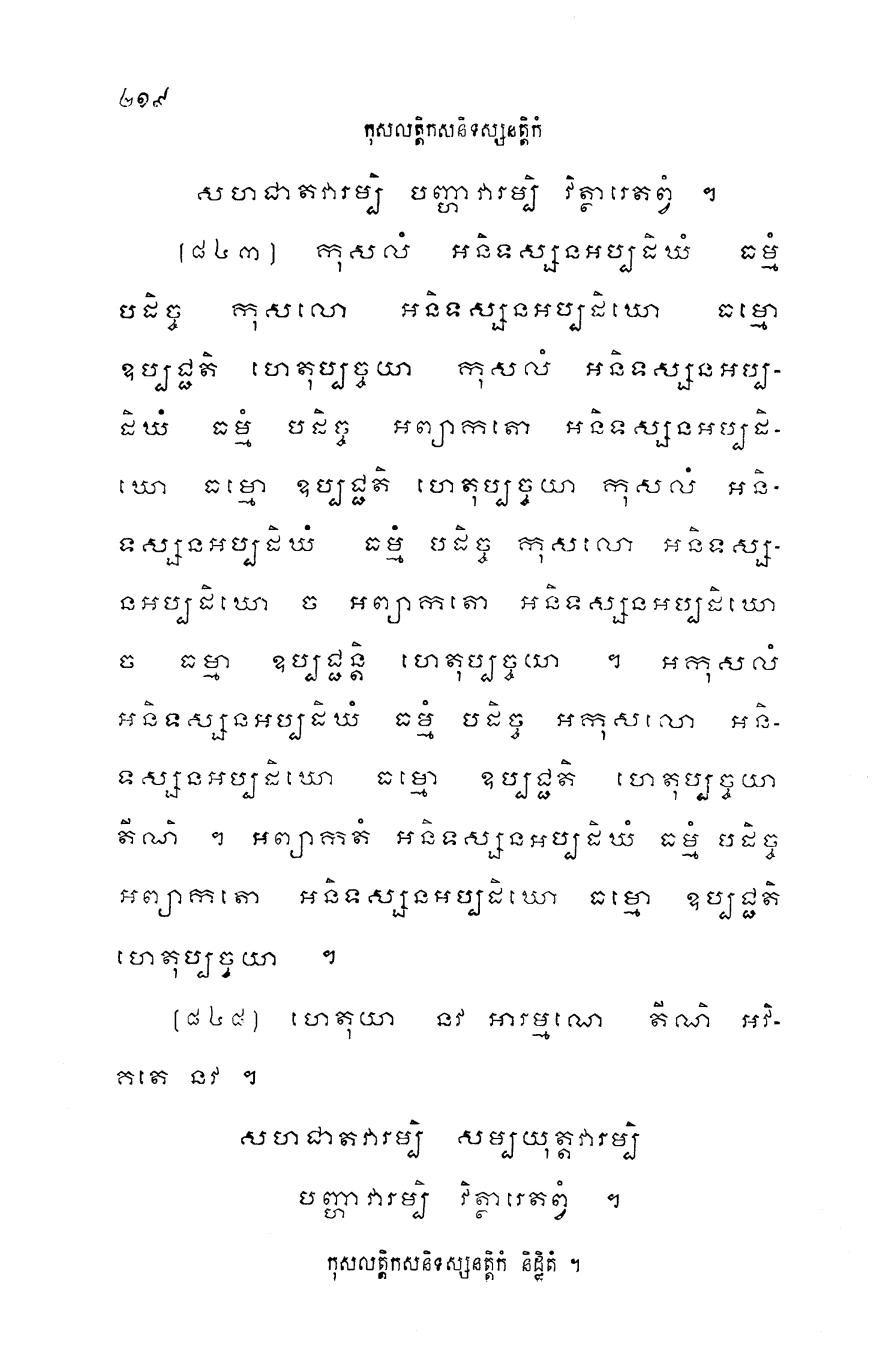 ២១៩
កុសលត្តិកសនិទស្សនត្តិកំ
សហជាតវារម្បិ បញ្ហាវារម្បិ វិត្ថារេតព្វំ ។
[៨៤៣] កុសលំ អនិទស្សនអប្បដិឃំ ធម្មំ
បដិច្ច កុសលោ អនិទស្សនអប្បដិឃោ ធម្មោ
ឧប្បជ្ជតិ ហេតុប្បច្ចយា កុសលំ អនិទស្សនអប្ប-
ដិឃំ ធម្មំ បដិច្ច អព្យាកតោ អនិទស្សនអប្បដិ-
ឃោ ធម្មោ ឧប្បជ្ជតិ ហេតុប្បច្ចយា កុសលំ អនិ-
ទស្សនអប្បដិឃំ ធម្មំ បដិច្ច កុសលោ អនិទស្ស-
នអប្បដិឃោ ច អព្យាកតោ អនិទស្សនអប្បដិឃោ
ច ធម្មា ឧប្បជ្ជន្តិ ហេតុប្បច្ចយា ។ អកុសលំ
អនិទស្សនអប្បដិឃំ ធម្មំ បដិច្ច អកុសលោ អនិ-
ទស្សនអប្បដិឃោ ធម្មោ ឧប្បជ្ជតិ ហេតុប្បច្ចយា
តីណិ ។ អព្យាកតំ អនិទស្សនអប្បដិឃំ ធម្មំ បដិច្ច
អព្យាកតោ អនិទស្សនអប្បដិឃោ ធម្មោ ឧប្បជ្ជតិ
ហេតុប្បច្ចយា ។
[៨៤៤] ហេតុយា នវ អារម្មណេ តីណិ អវិ-
កតេ នវ ។
សហជាតវារម្បិ សម្បយុត្តវារម្បិ
បញ្ហាវារម្បិ វិត្ថារេតព្វំ ។
កុសលត្តិកសនិទស្សនត្តិកំ និដ្ឋិតំ ។